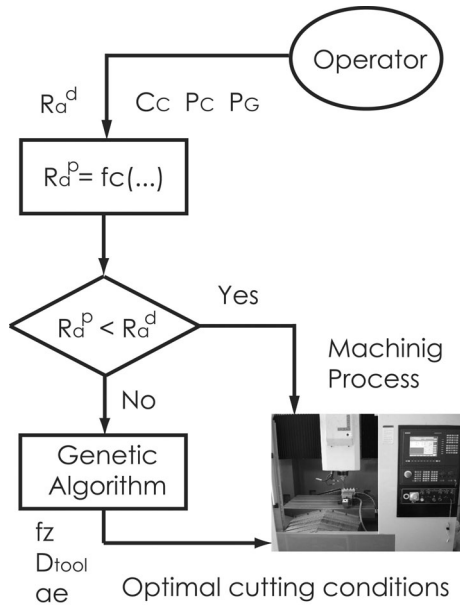 Operator
Ra^d Cc Pc PG
Ra^p = fc(...)
Ra^p < Ra^d
Yes
No
Machinig
Process
Genetic
Algorithm
fz
Dtool
ae
Optimal cutting conditions